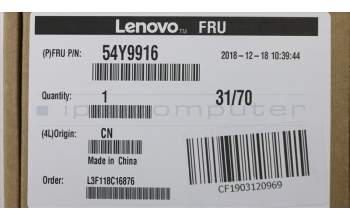 Lenovo™ FRU
(P)FRU P/N: 54Y9916 2018-12-18 10:39:44
Quantity: 1 31/70
(4L)Origin: CN
Made in China
Order: L3F118C16876
CF1903120969